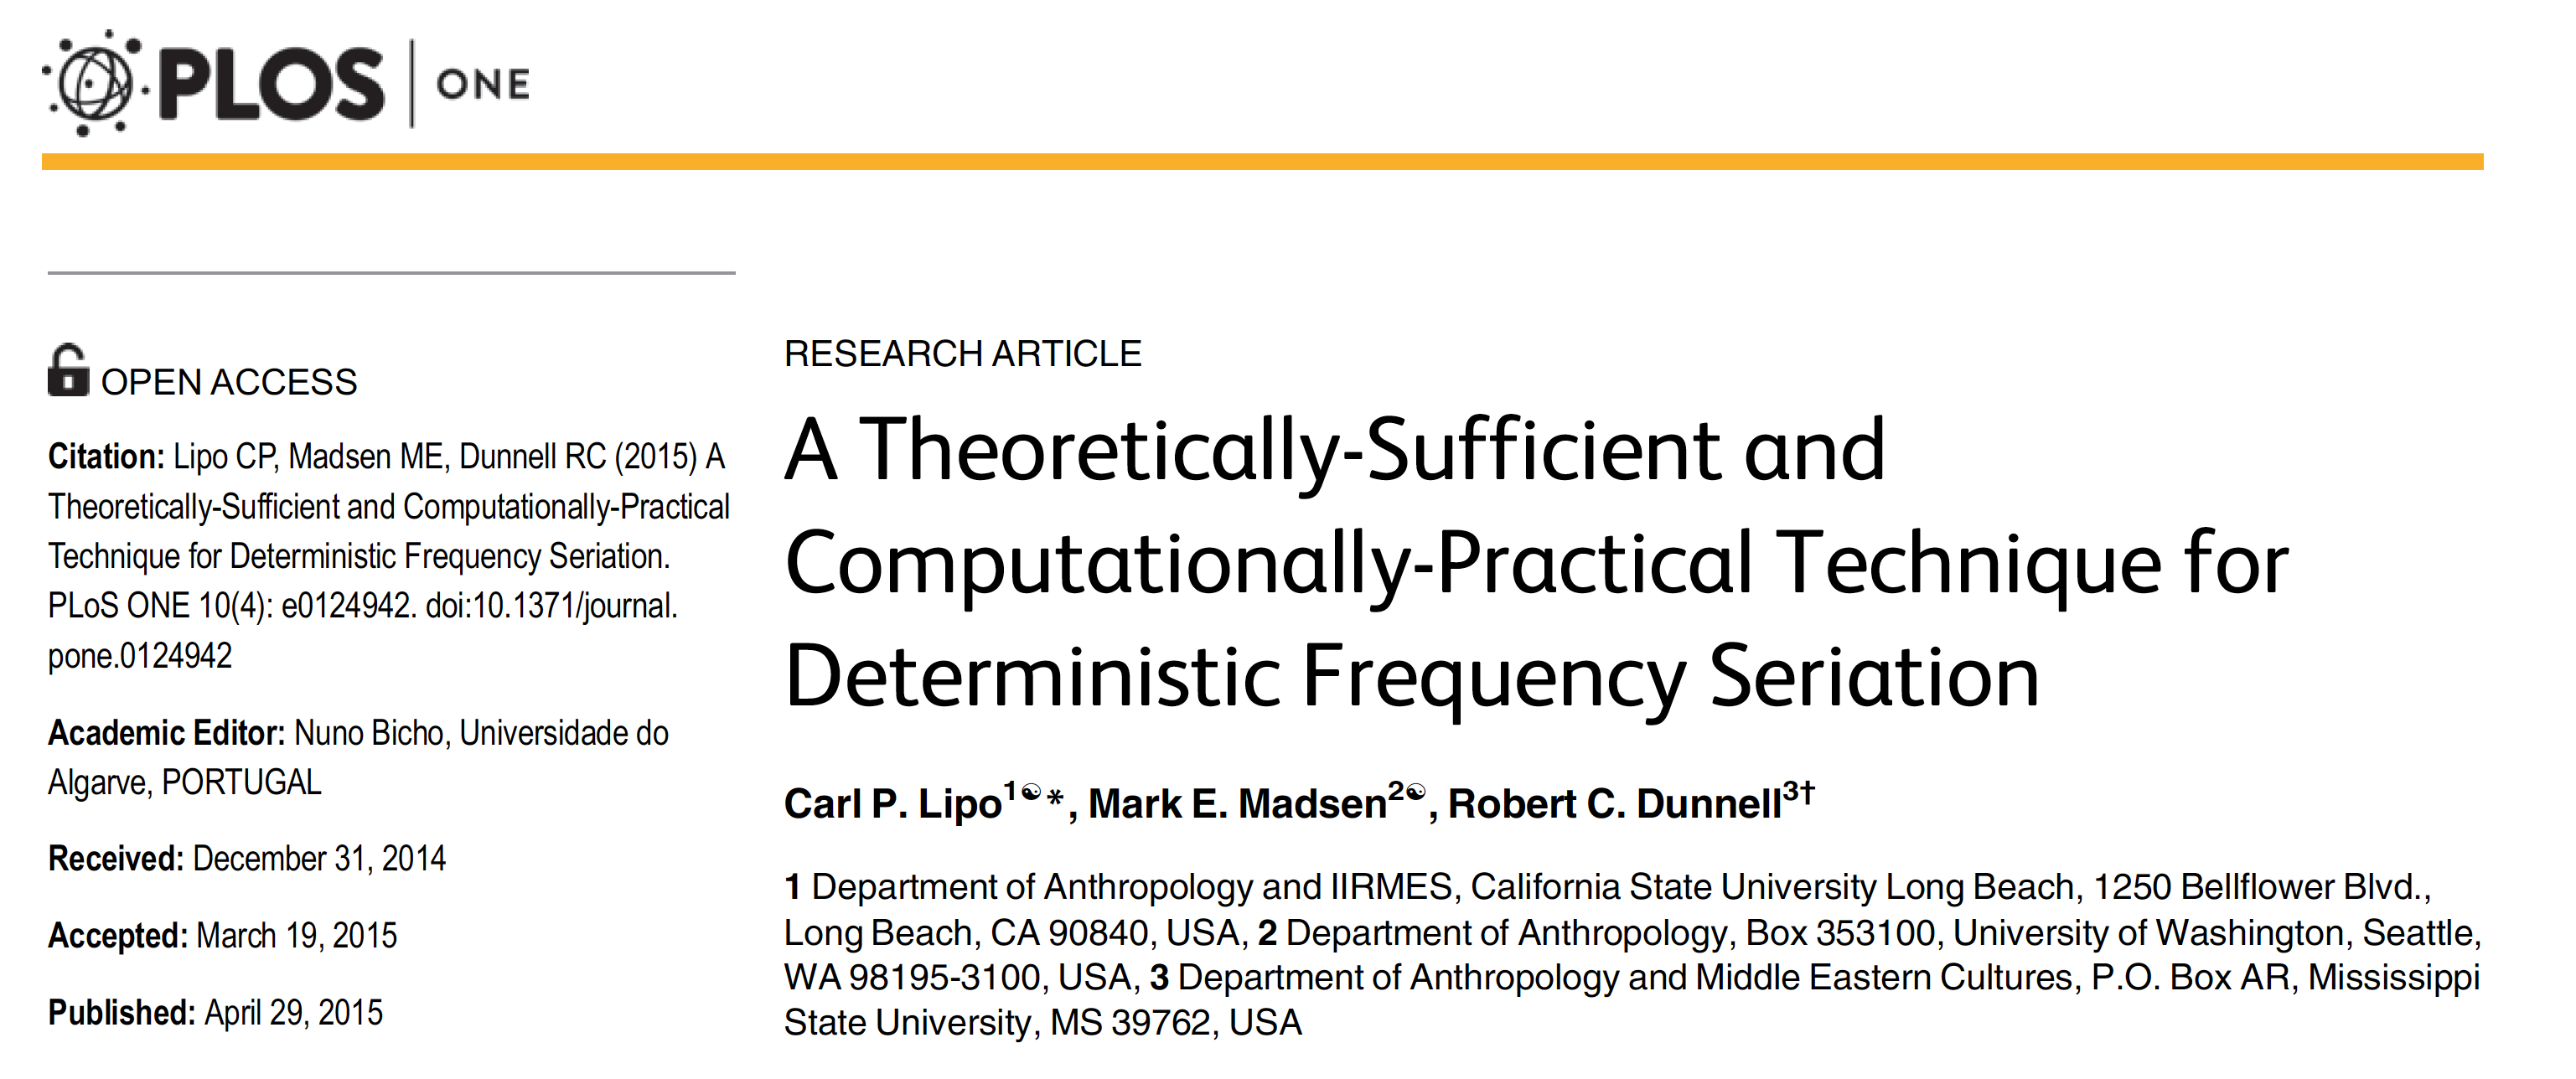 PLOS | ONE
OPEN ACCESS
Citation: Lipo CP, Madsen ME, Dunnell RC (2015) A
Theoretically-Sufficient and Computationally-Practical
Technique for Deterministic Frequency Seriation.
PLoS ONE 10(4): e0124942. doi:10.1371/journal.
pone.0124942
Academic Editor: Nuno Bicho, Universidade do
Algarve, PORTUGAL
Received: December 31, 2014
Accepted: March 19, 2015
Published: April 29, 2015
RESEARCH ARTICLE
A Theoretically-Sufficient and
Computationally-Practical Technique for
Deterministic Frequency Seriation
Carl P. Lipo1☯*, Mark E. Madsen2☯, Robert C. Dunnell3†
1 Department of Anthropology and IIRMES, California State University Long Beach, 1250 Bellflower Blvd.,
Long Beach, CA 90840, USA, 2 Department of Anthropology, Box 353100, University of Washington, Seattle,
WA 98195-3100, USA, 3 Department of Anthropology and Middle Eastern Cultures, P.O. Box AR, Mississippi
State University, MS 39762, USA